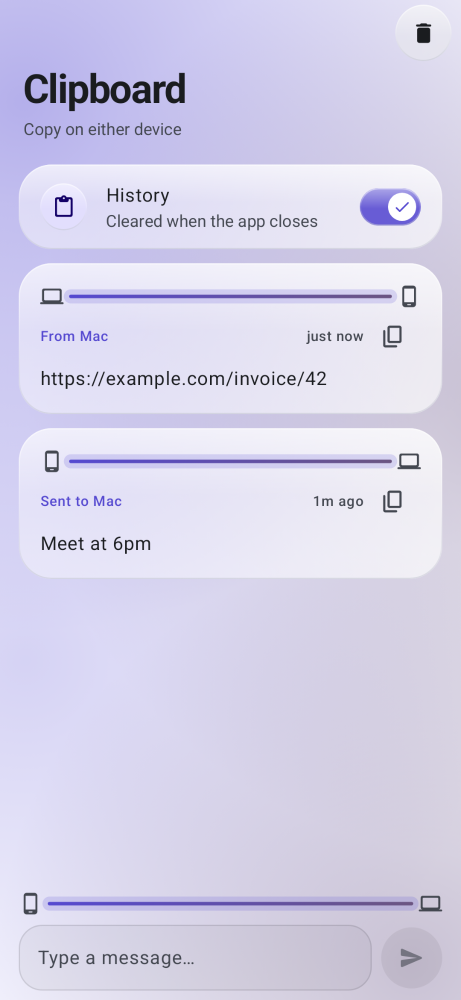 Clipboard
Copy on either device
History
Cleared when the app closes
From Mac just now
https://example.com/invoice/42
Sent to Mac 1m ago
Meet at 6pm
Type a message…